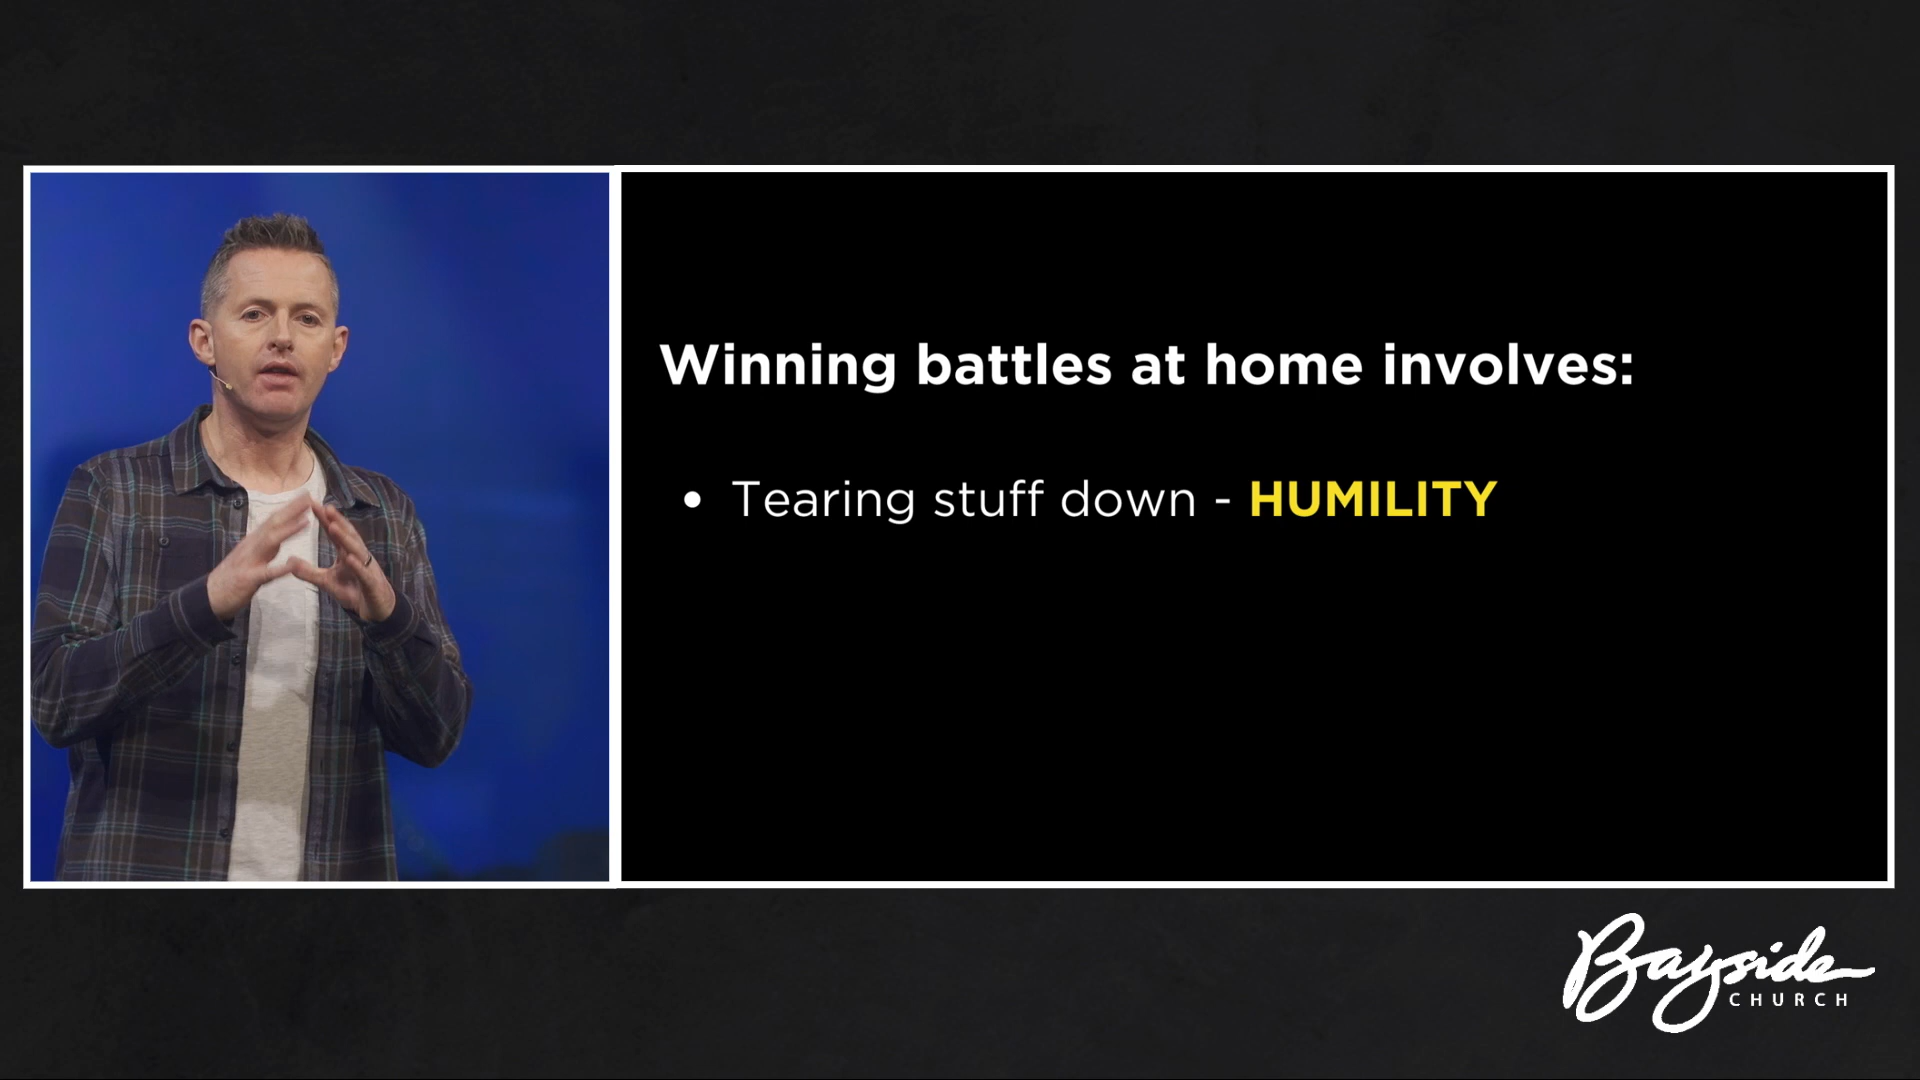 Winning battles at home involves:
• Tearing stuff down - HUMILITY
Bayside
CHURCH